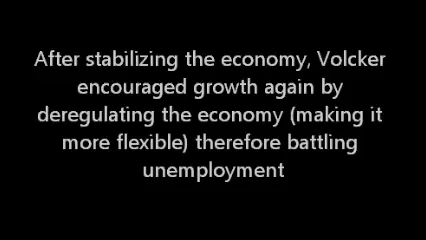 After stabilizing the economy, Volcker
encouraged growth again by
deregulating the economy (making it
more flexible) therefore battling
unemployment